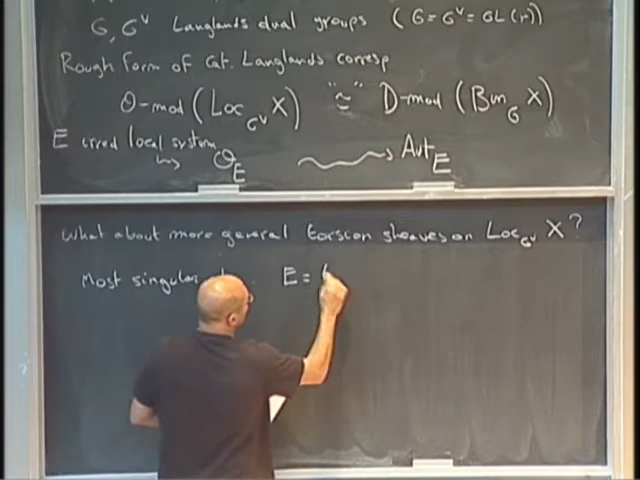 G, G^∨ Langlands dual groups (G = G^∨ = GL(r))
Rough form of Cat. Langlands corresp
O-mod (Loc_{G^∨} X) "≃" D-mod (Bun_G X)
E irred local system
↪ O_E ⟿ Aut_E
What about more general torsion sheaves on Loc_{G^∨} X?
Most singular E =